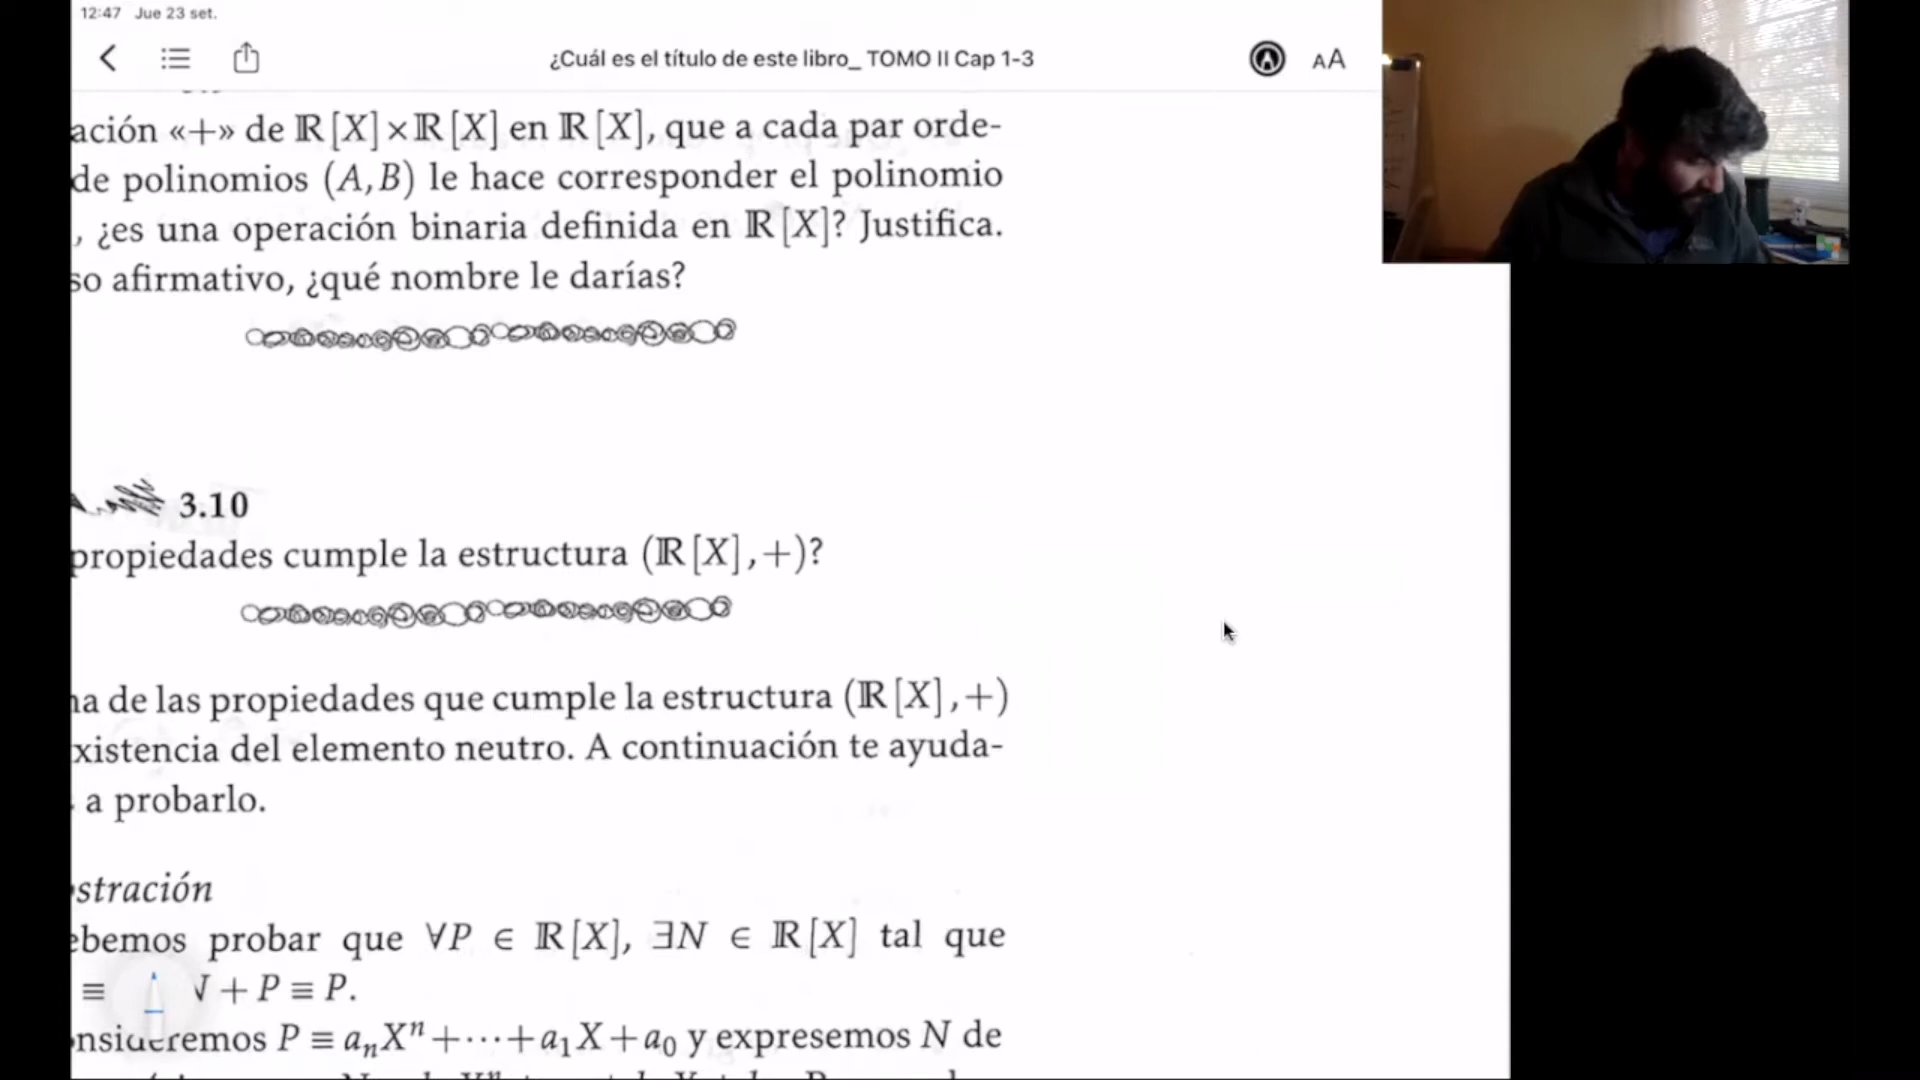 12:47 Jue 23 set.
¿Cuál es el título de este libro_ TOMO II Cap 1-3
AA
ación «+» de ℝ[X]×ℝ[X] en ℝ[X], que a cada par orde-
de polinomios (A,B) le hace corresponder el polinomio
, ¿es una operación binaria definida en ℝ[X]? Justifica.
so afirmativo, ¿qué nombre le darías?
3.10
propiedades cumple la estructura (ℝ[X],+)?
na de las propiedades que cumple la estructura (ℝ[X],+)
xistencia del elemento neutro. A continuación te ayuda-
a probarlo.
stración
ebemos probar que ∀P ∈ ℝ[X], ∃N ∈ ℝ[X] tal que
≡ N + P ≡ P.
onsideremos P ≡ aₙXⁿ+⋯+a₁X+a₀ y expresemos N de